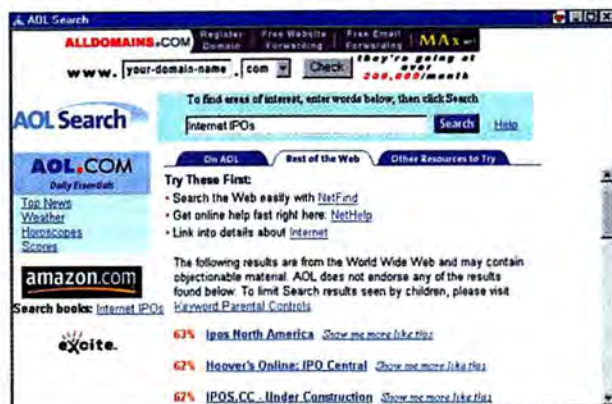 AOL Search
ALLDOMAINS.COM
Register Domain
Free Website Forwarding
Free Email Forwarding
MAX
www. your-domain-name . com Check
they're going at
over
200,000/month
To find areas of interest, enter words below, then click Search
AOL Search
Internet IPOs Search Help
On AOL Rest of the Web Other Resources to Try
AOL.COM
Daily Essentials
Top News
Weather
Horoscopes
Scores
amazon.com
Search books: Internet IPOs
excite.
Try These First:
• Search the Web easily with NetFind
• Get online help fast right here: NetHelp
• Link into details about Internet
The following results are from the World Wide Web and may contain
objectionable material. AOL does not endorse any of the results
found below. To limit Search results seen by children, please visit
Keyword Parental Controls
63% Ipos North America Show me more like this
62% Hoover's Online: IPO Central Show me more like this
62% IPOS.CC - Under Construction Show me more like this